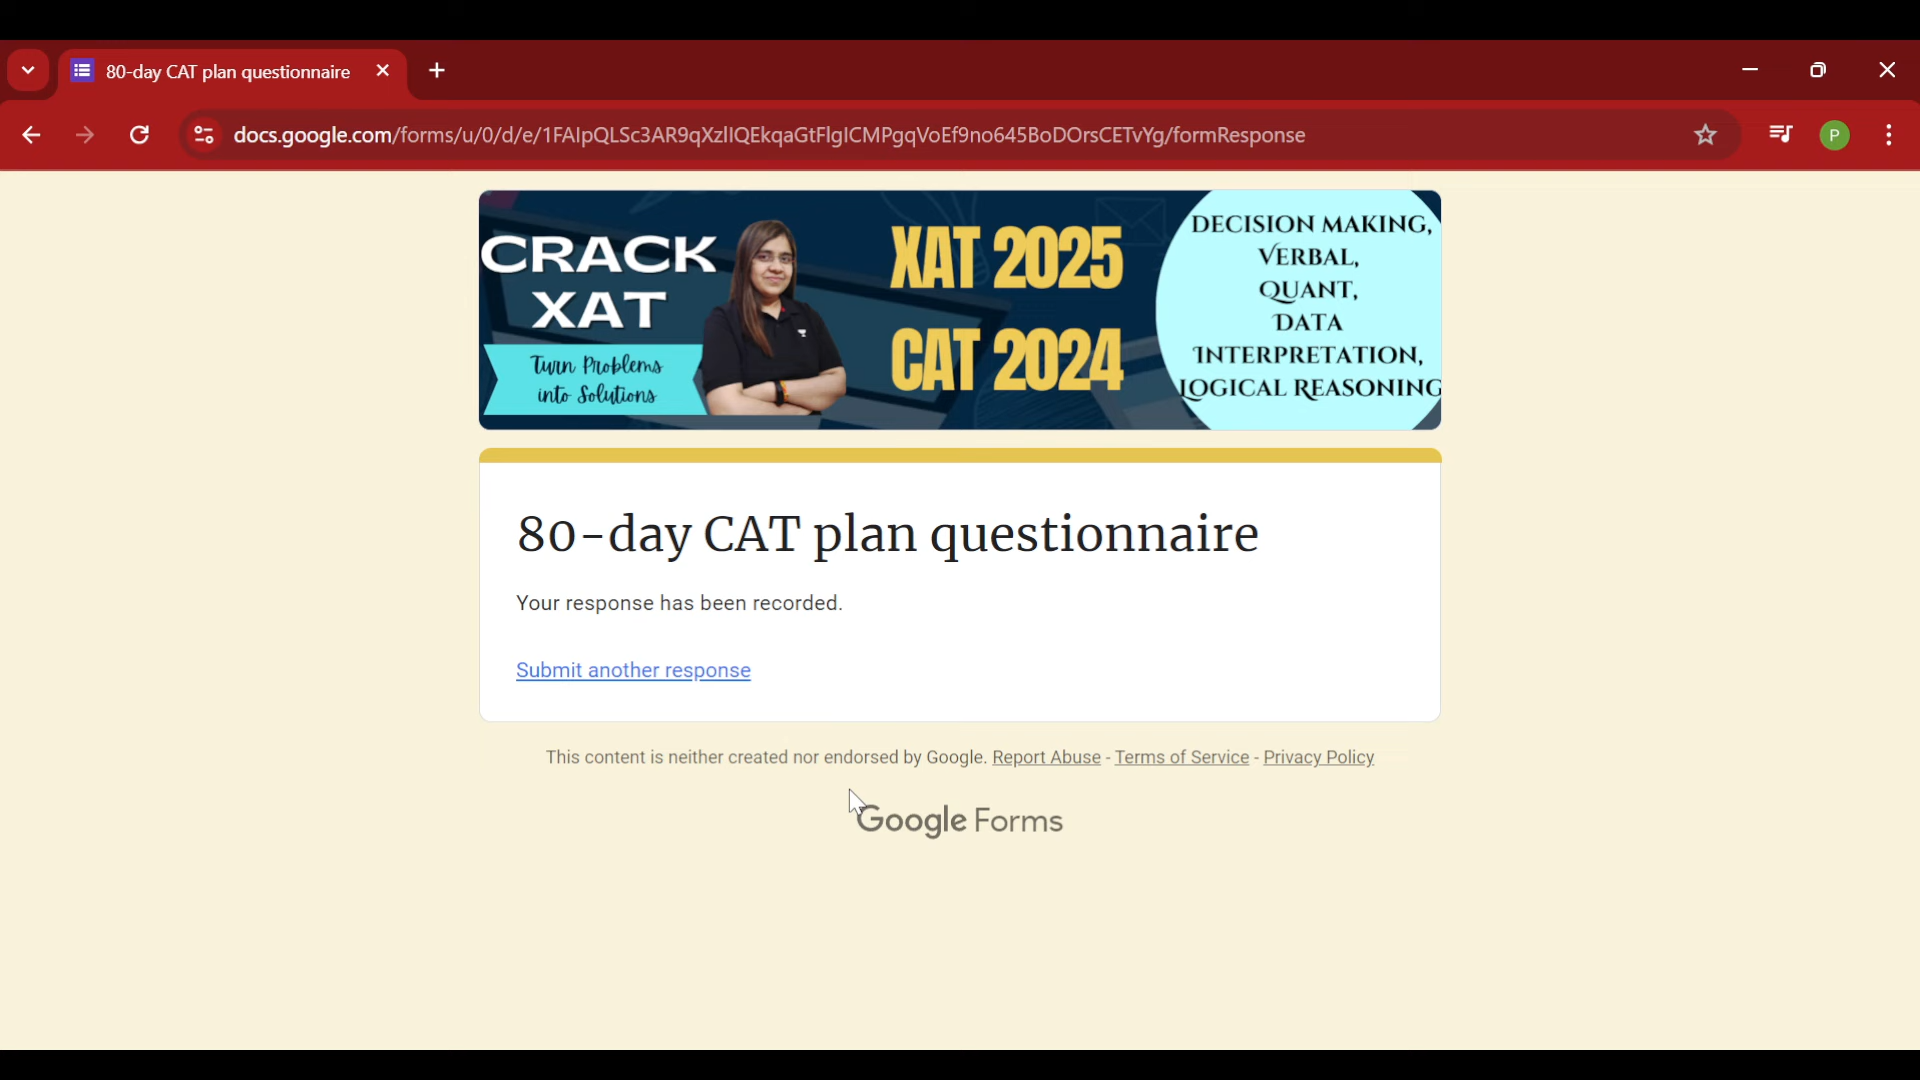 80-day CAT plan questionnaire
docs.google.com/forms/u/0/d/e/1FAIpQLSc3AR9qXzlIQEkqaGtFlgICMPgqVoEf9no645BoDOrsCETvYg/formResponse
P
CRACK
XAT
Turn Problems
into Solutions
XAT 2025
CAT 2024
DECISION MAKING,
VERBAL,
QUANT,
DATA
INTERPRETATION,
LOGICAL REASONING
80-day CAT plan questionnaire
Your response has been recorded.
Submit another response
This content is neither created nor endorsed by Google. Report Abuse - Terms of Service - Privacy Policy
Google Forms